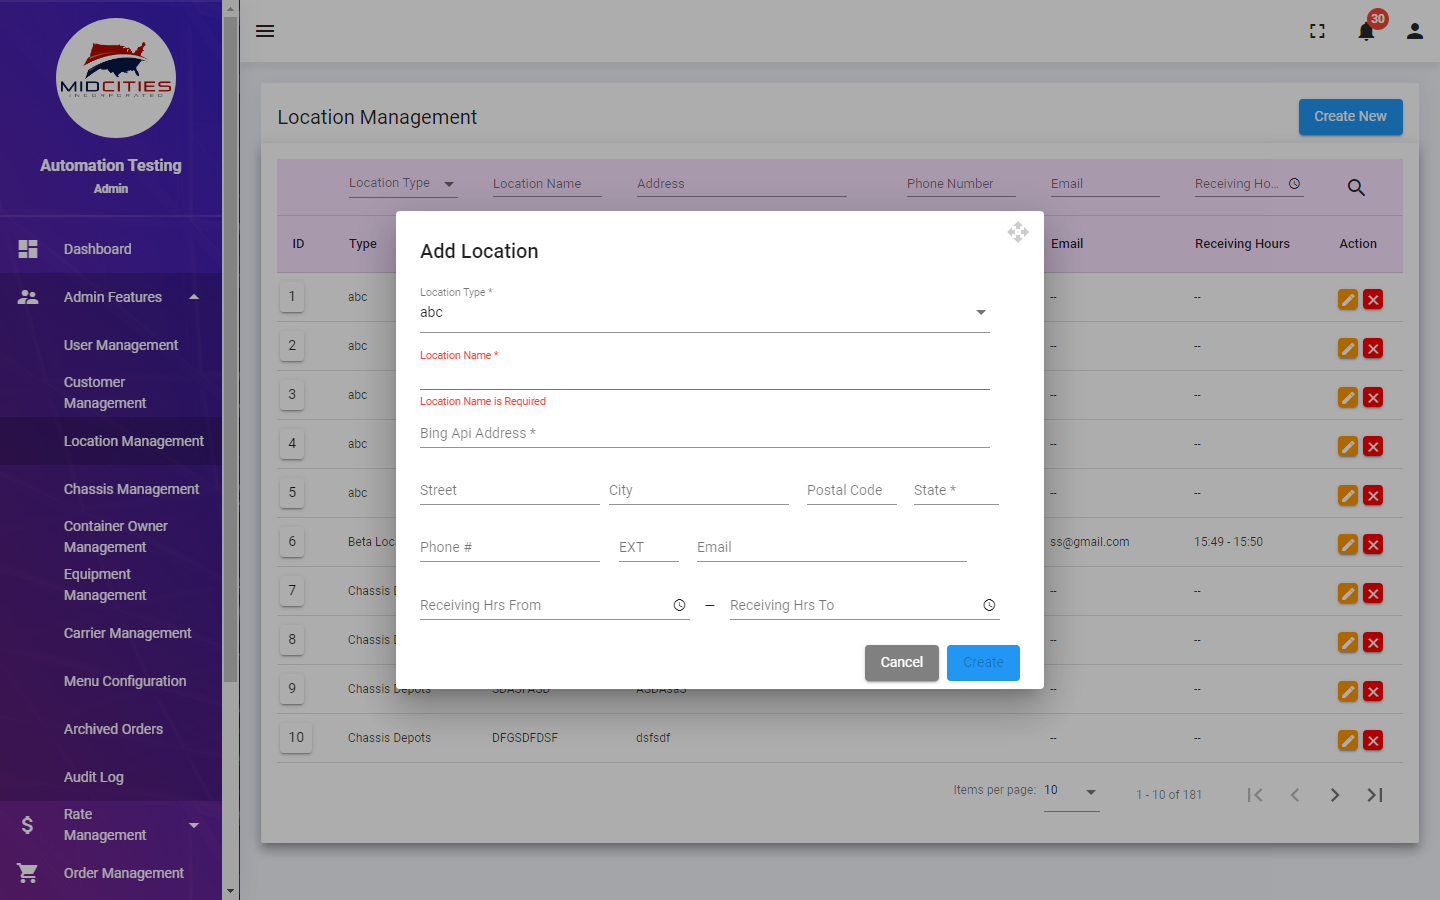 MIDCITIES
INCORPORATED
Automation Testing
Admin
Dashboard
Admin Features
User Management
Customer
Management
Location Management
Chassis Management
Container Owner
Management
Equipment
Management
Carrier Management
Menu Configuration
Archived Orders
Audit Log
Rate
Management
Order Management
30
Location Management
Create New
Location Type
Location Name
Address
Phone Number
Email
Receiving Ho...
ID
Type
Email
Receiving Hours
Action
1 abc -- --
2 abc -- --
3 abc -- --
4 abc -- --
5 abc -- --
6 Beta Loc ss@gmail.com 15:49 - 15:50
7 Chassis D -- --
8 Chassis D -- --
9 Chassis Depots SDASFASD ASDAsaS -- --
10 Chassis Depots DFGSDFDSF dsfsdf -- --
Items per page: 10 1 - 10 of 181
Add Location
Location Type *
abc
Location Name *
Location Name is Required
Bing Api Address *
Street City Postal Code State *
Phone # EXT Email
Receiving Hrs From – Receiving Hrs To
Cancel Create